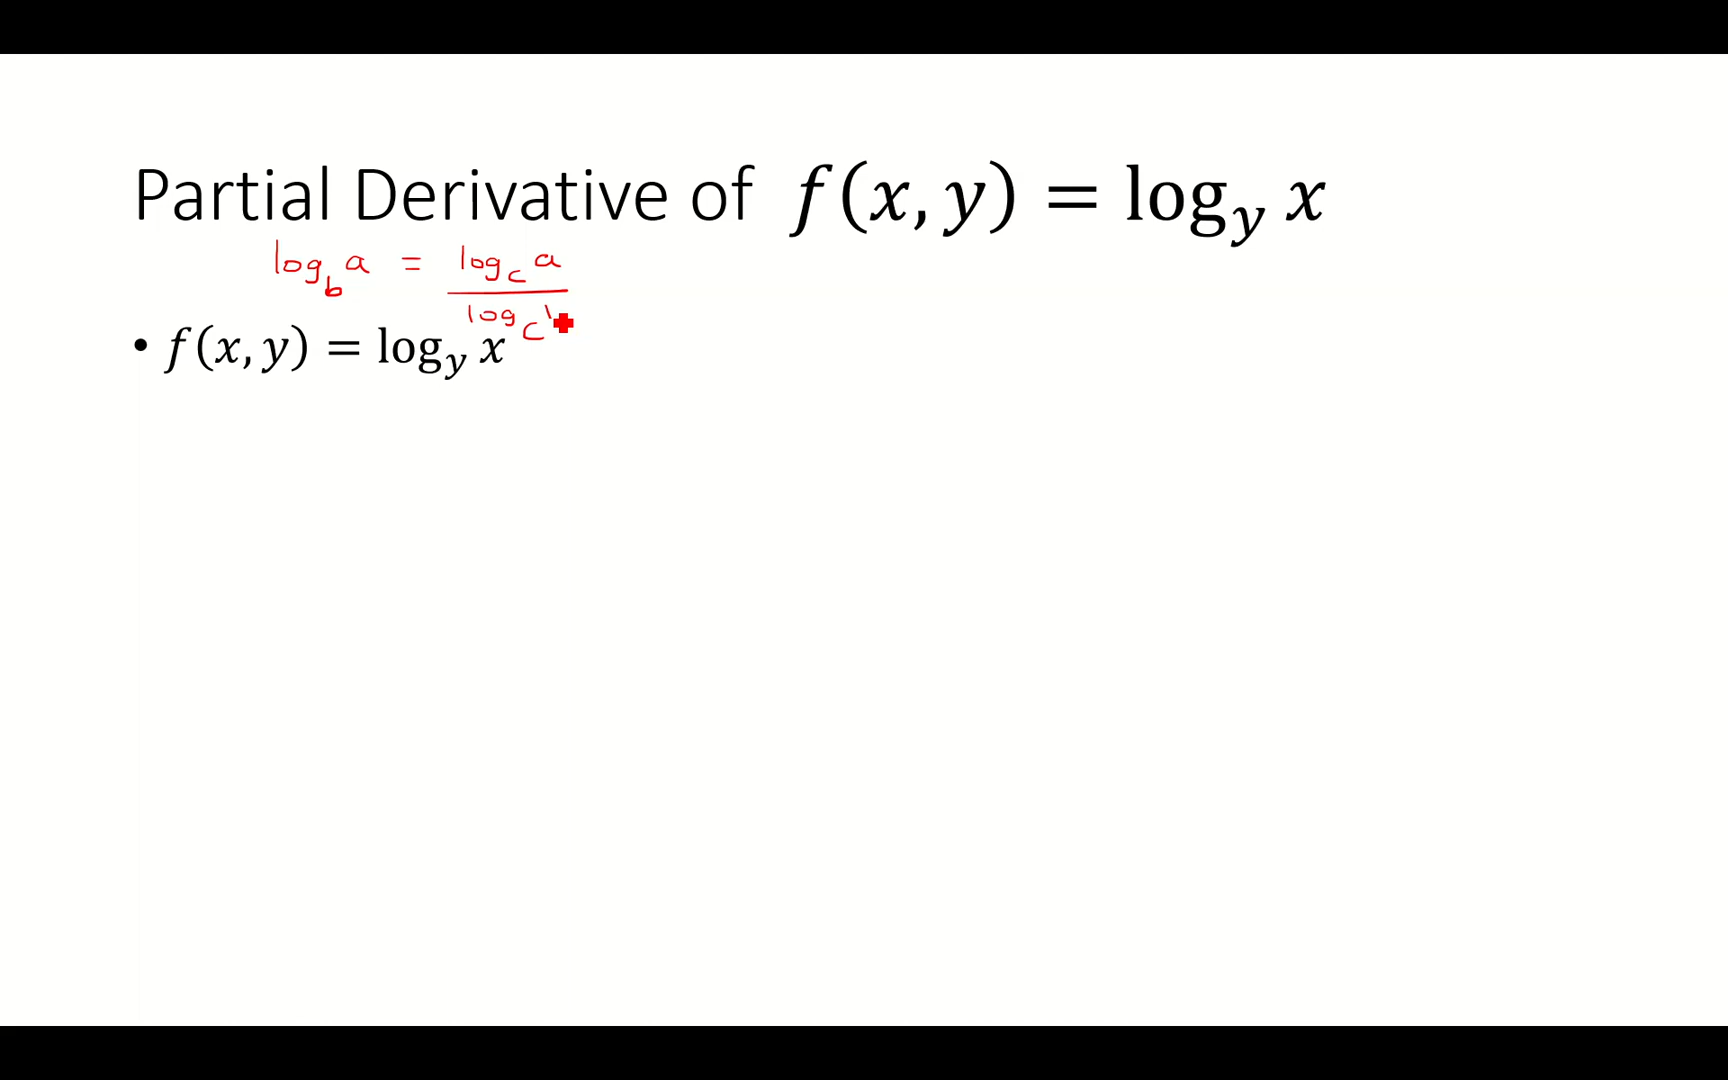 Partial Derivative of f(x, y) = log_y x
log_b a = log_c a
log_c
• f(x, y) = log_y x